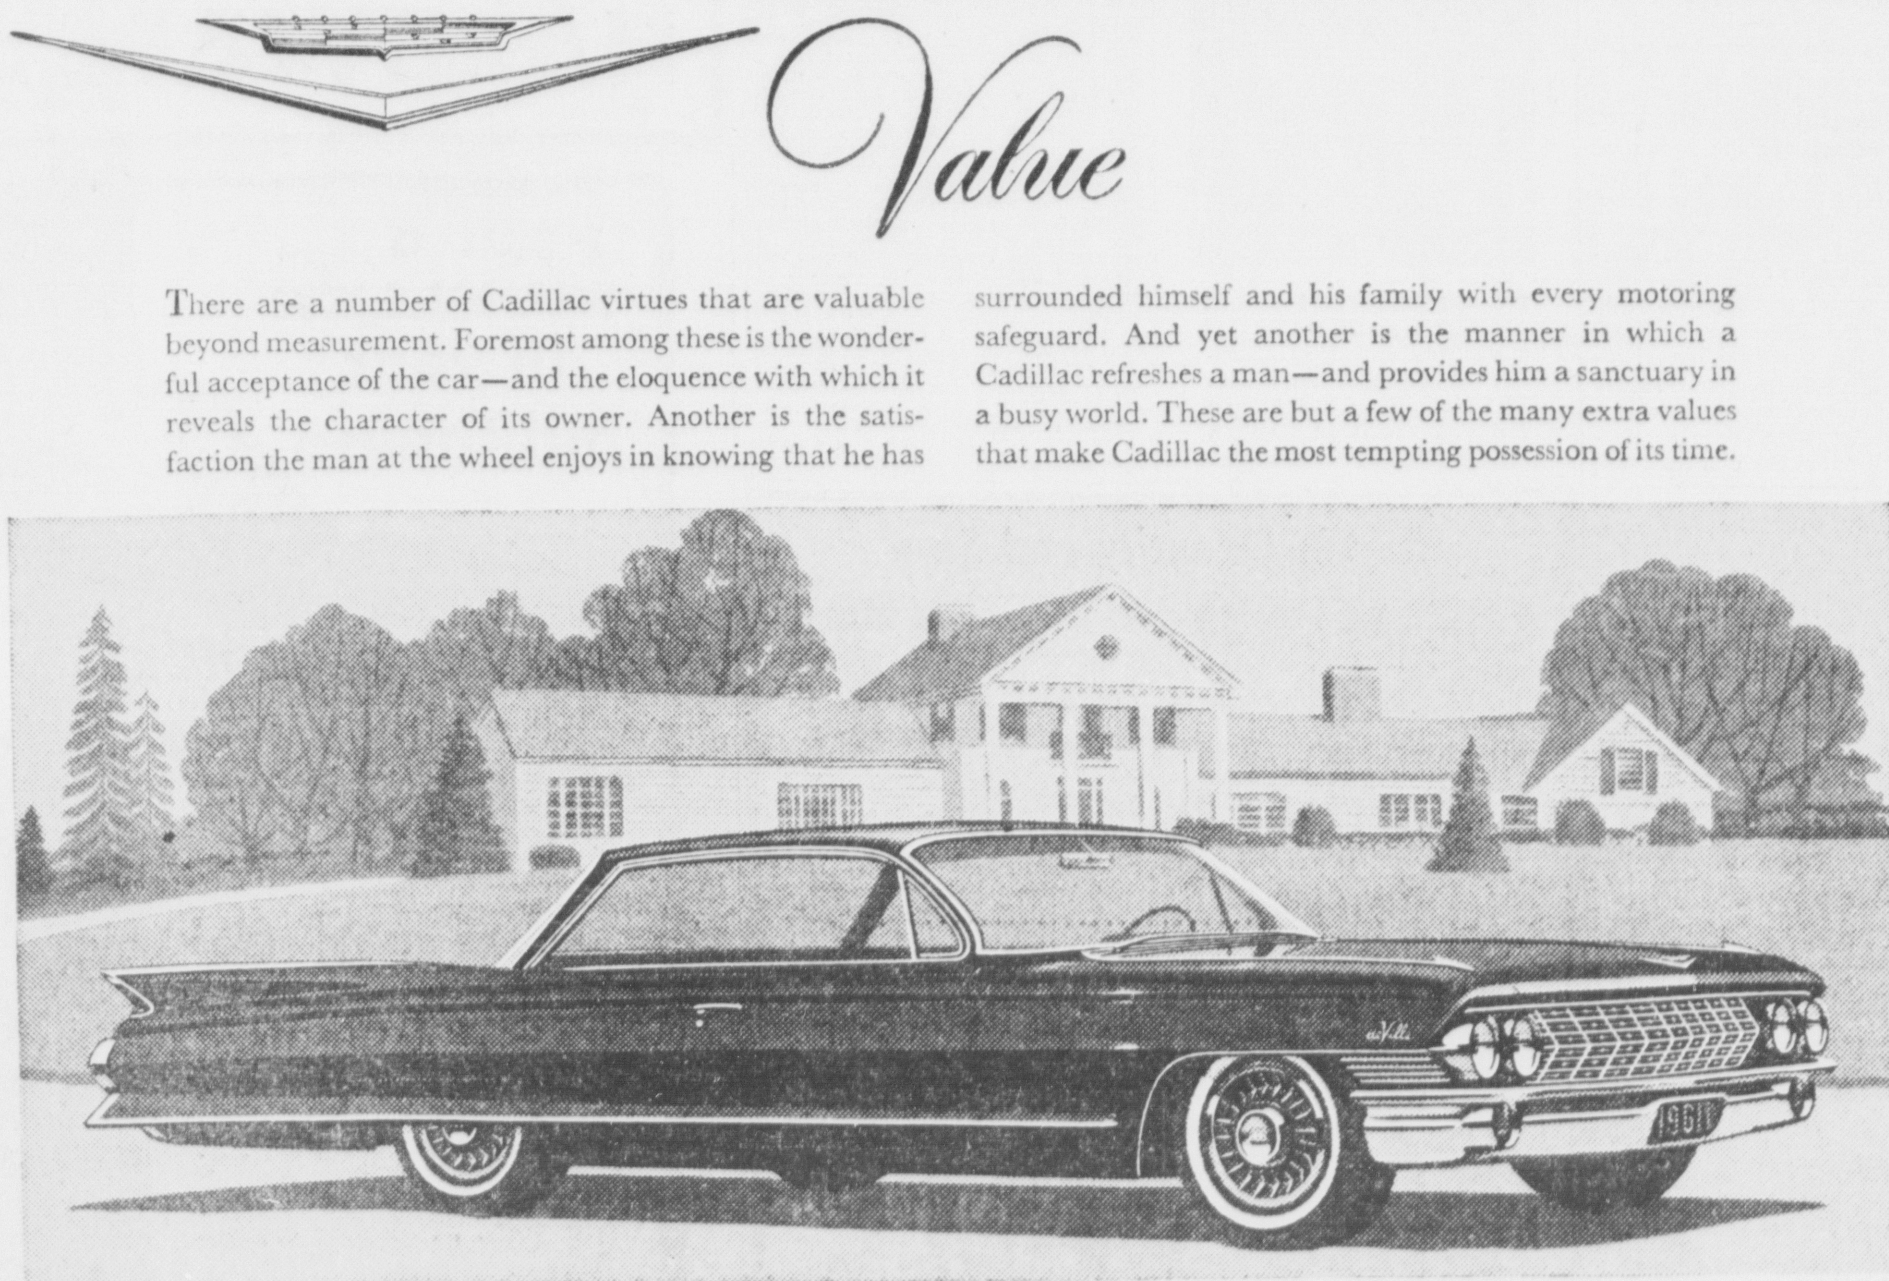 Value
There are a number of Cadillac virtues that are valuable
beyond measurement. Foremost among these is the wonder-
ful acceptance of the car—and the eloquence with which it
reveals the character of its owner. Another is the satis-
faction the man at the wheel enjoys in knowing that he has
surrounded himself and his family with every motoring
safeguard. And yet another is the manner in which a
Cadillac refreshes a man—and provides him a sanctuary in
a busy world. These are but a few of the many extra values
that make Cadillac the most tempting possession of its time.
deVille
1961